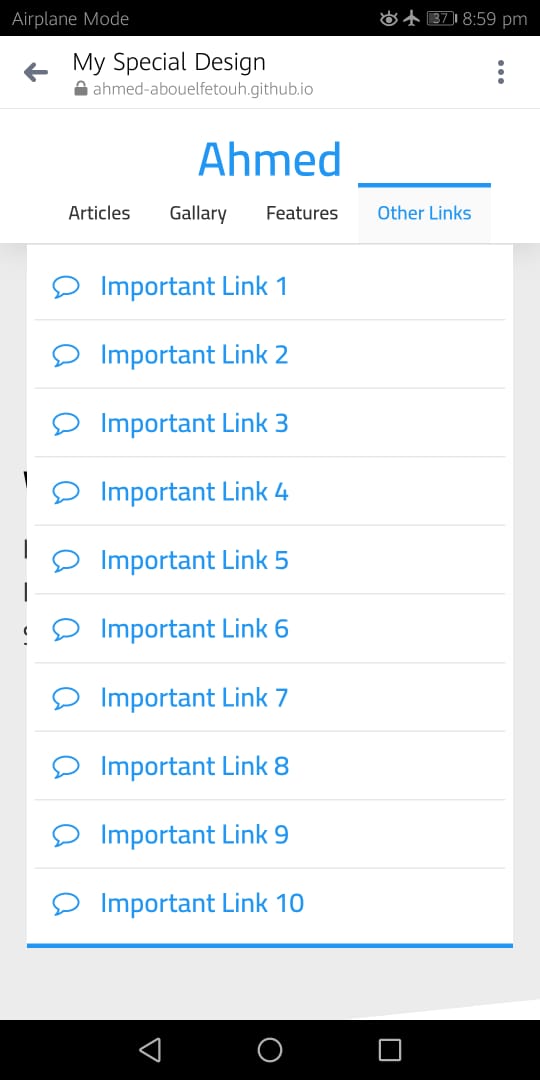 Airplane Mode 37 8:59 pm
My Special Design
ahmed-abouelfetouh.github.io
Ahmed
Articles Gallary Features Other Links
Important Link 1
Important Link 2
Important Link 3
Important Link 4
Important Link 5
Important Link 6
Important Link 7
Important Link 8
Important Link 9
Important Link 10